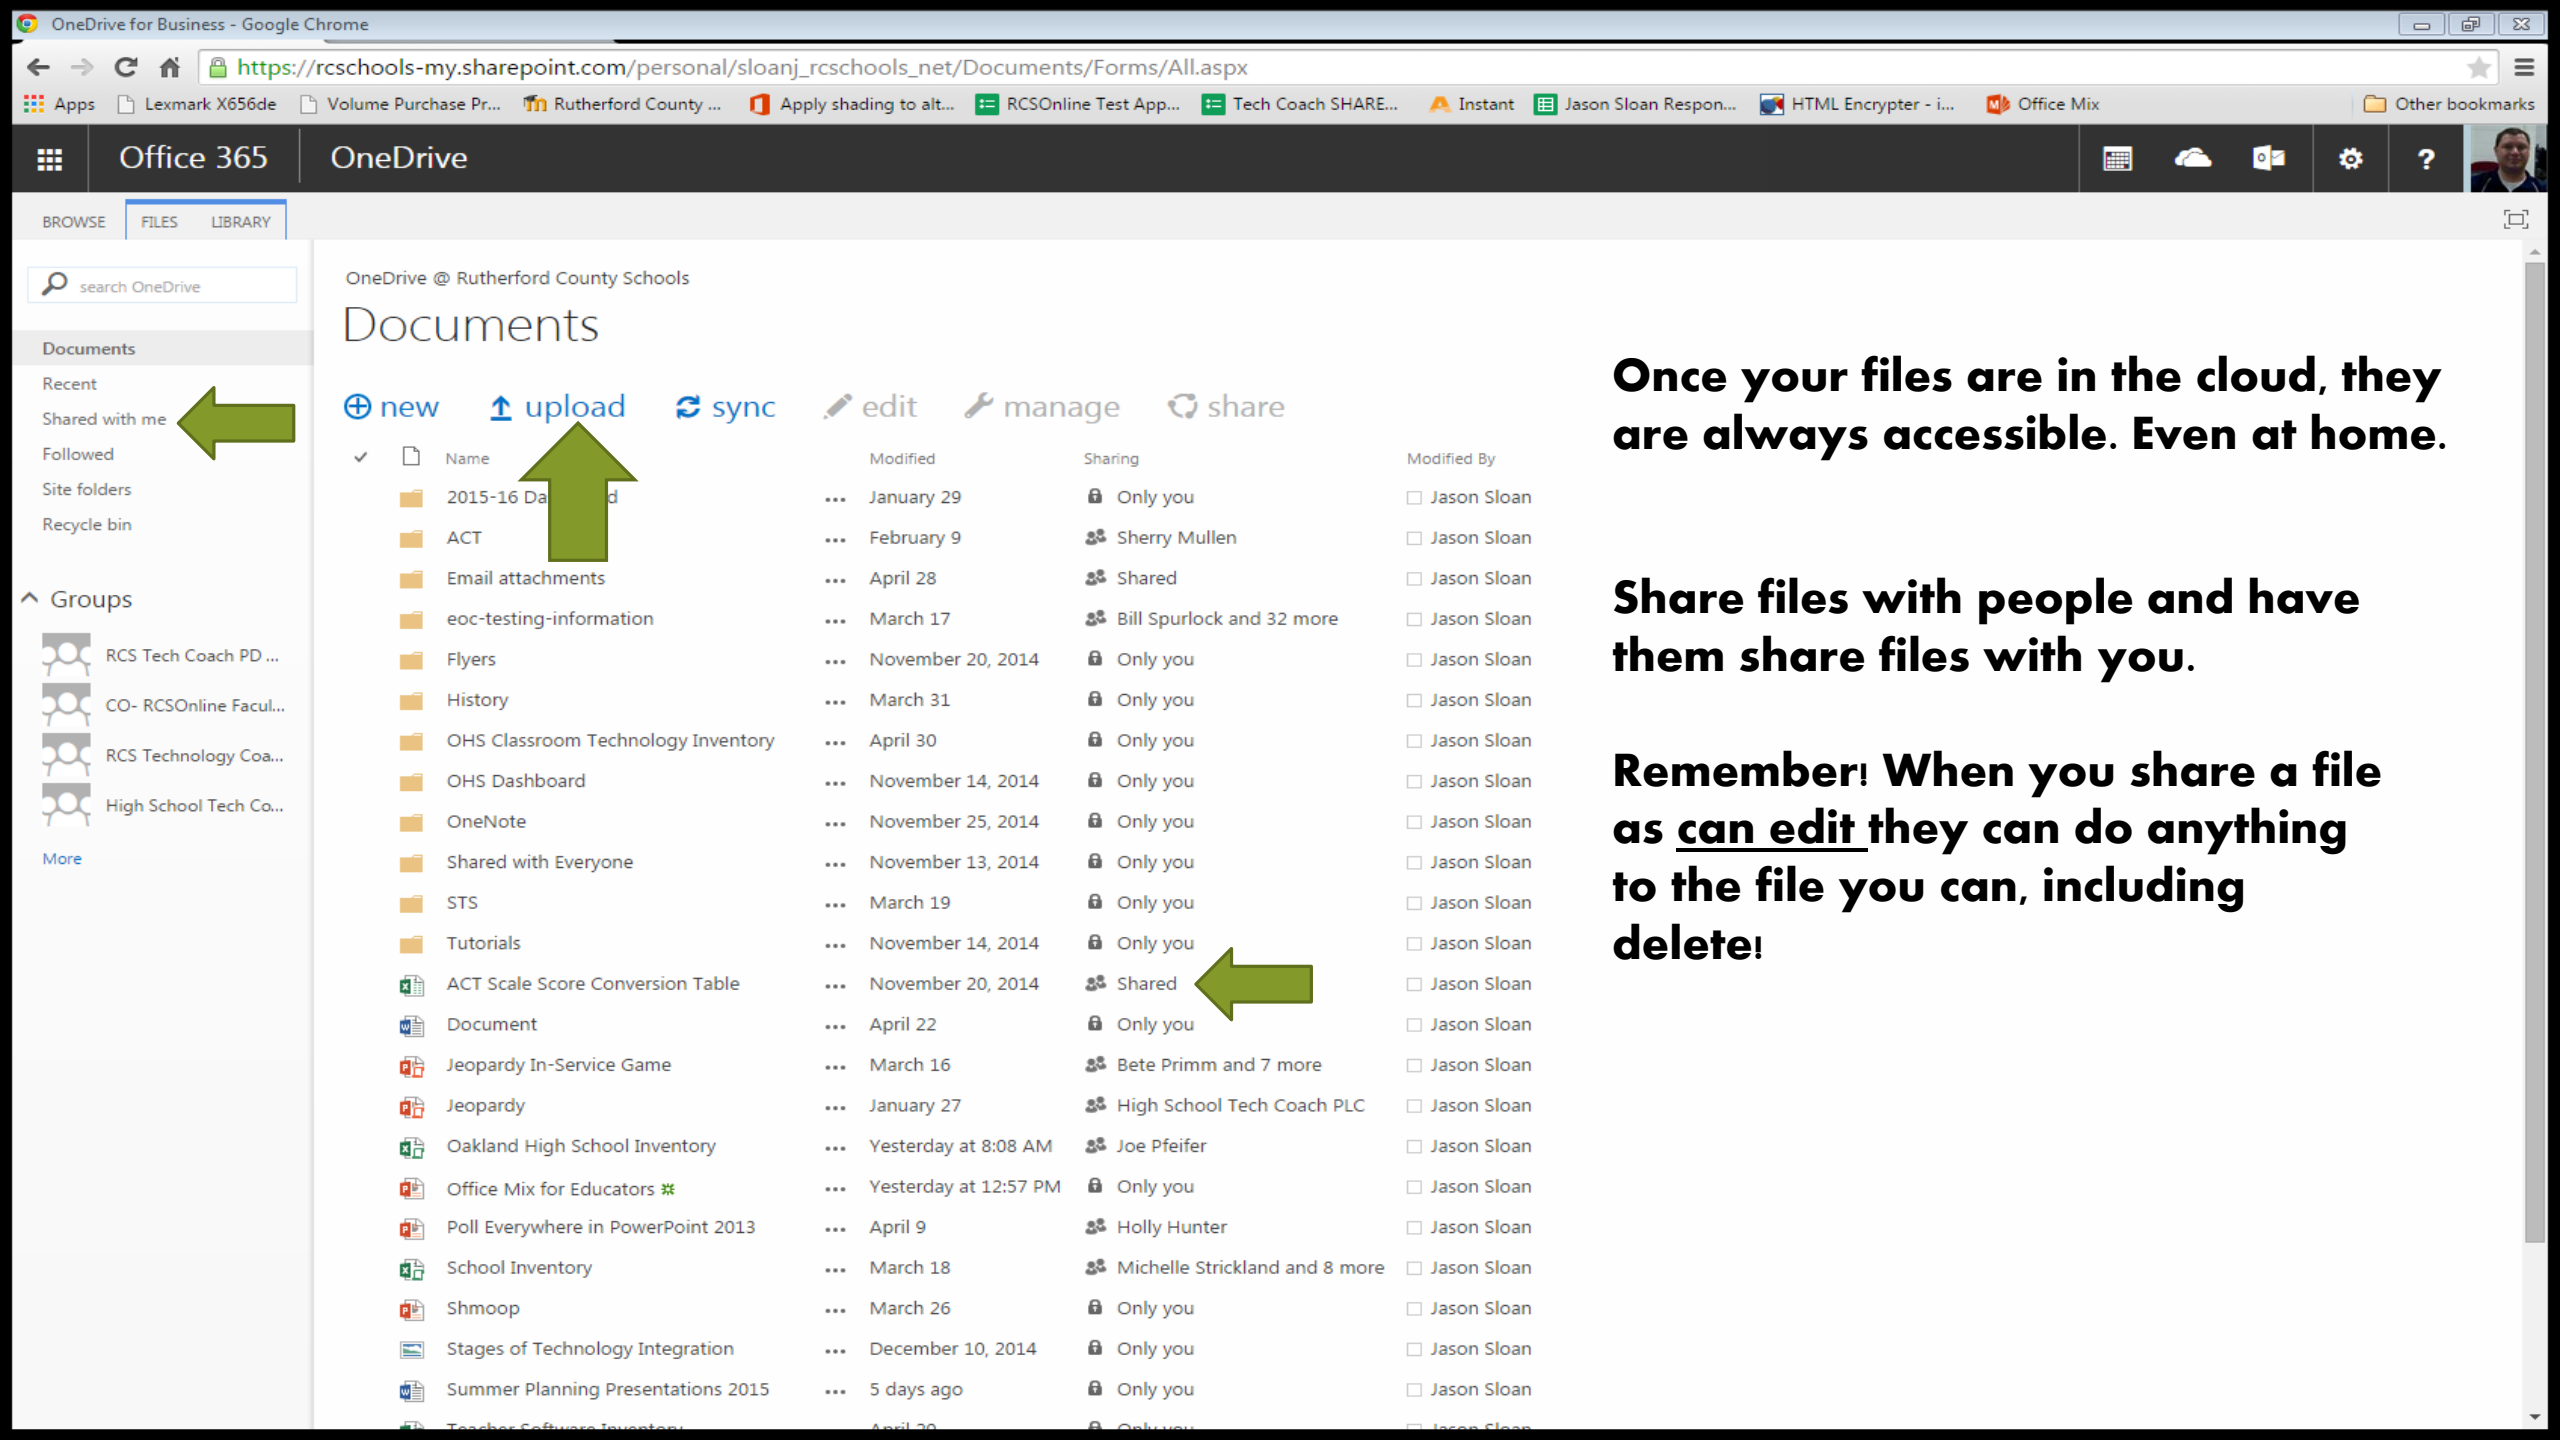 OneDrive for Business - Google Chrome
https://rcschools-my.sharepoint.com/personal/sloanj_rcschools_net/Documents/Forms/All.aspx
Apps Lexmark X656de Volume Purchase Pr... Rutherford County ... Apply shading to alt... RCSOnline Test App... Tech Coach SHARE... Instant Jason Sloan Respon... HTML Encrypter - i... Office Mix Other bookmarks
Office 365 OneDrive ?
BROWSE FILES LIBRARY
search OneDrive
Documents
Recent
Shared with me
Followed
Site folders
Recycle bin
Groups
RCS Tech Coach PD ...
CO- RCSOnline Facul...
RCS Technology Coa...
High School Tech Co...
More
OneDrive @ Rutherford County Schools
Documents
new upload sync edit manage share
Name Modified Sharing Modified By
2015-16 Da d ... January 29 Only you Jason Sloan
ACT ... February 9 Sherry Mullen Jason Sloan
Email attachments ... April 28 Shared Jason Sloan
eoc-testing-information ... March 17 Bill Spurlock and 32 more Jason Sloan
Flyers ... November 20, 2014 Only you Jason Sloan
History ... March 31 Only you Jason Sloan
OHS Classroom Technology Inventory ... April 30 Only you Jason Sloan
OHS Dashboard ... November 14, 2014 Only you Jason Sloan
OneNote ... November 25, 2014 Only you Jason Sloan
Shared with Everyone ... November 13, 2014 Only you Jason Sloan
STS ... March 19 Only you Jason Sloan
Tutorials ... November 14, 2014 Only you Jason Sloan
ACT Scale Score Conversion Table ... November 20, 2014 Shared Jason Sloan
Document ... April 22 Only you Jason Sloan
Jeopardy In-Service Game ... March 16 Bete Primm and 7 more Jason Sloan
Jeopardy ... January 27 High School Tech Coach PLC Jason Sloan
Oakland High School Inventory ... Yesterday at 8:08 AM Joe Pfeifer Jason Sloan
Office Mix for Educators ... Yesterday at 12:57 PM Only you Jason Sloan
Poll Everywhere in PowerPoint 2013 ... April 9 Holly Hunter Jason Sloan
School Inventory ... March 18 Michelle Strickland and 8 more Jason Sloan
Shmoop ... March 26 Only you Jason Sloan
Stages of Technology Integration ... December 10, 2014 Only you Jason Sloan
Summer Planning Presentations 2015 ... 5 days ago Only you Jason Sloan
Once your files are in the cloud, they
are always accessible. Even at home.
Share files with people and have
them share files with you.
Remember! When you share a file
as can edit they can do anything
to the file you can, including
delete!